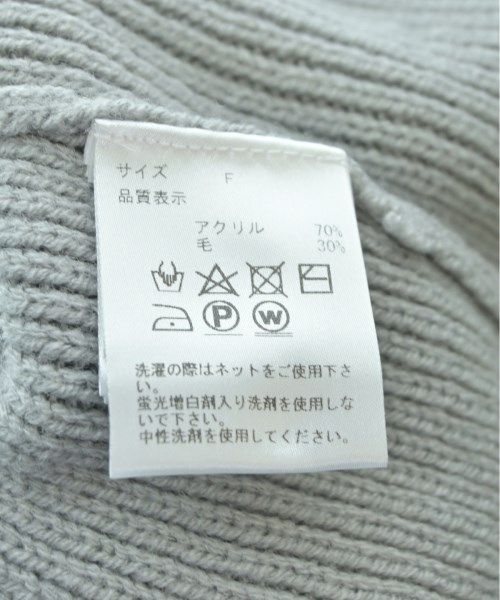 サイズ F
品質表示
アクリル 70%
毛 30%
P W
洗濯の際はネットをご使用下さ
い。
蛍光増白剤入り洗剤を使用しな
いで下さい。
中性洗剤を使用してください。